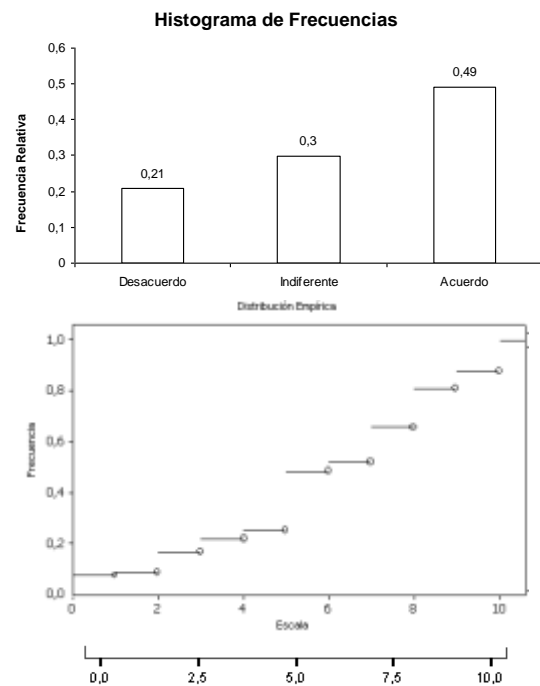 Histograma de Frecuencias
Frecuencia Relativa
0,6
0,5
0,4
0,3
0,2
0,1
0
0,21
0,3
0,49
Desacuerdo Indiferente Acuerdo
Distribución Empírica
Frecuencia
1,0
0,8
0,6
0,4
0,2
0,0
0 2 4 6 8 10
Escala
0,0 2,5 5,0 7,5 10,0